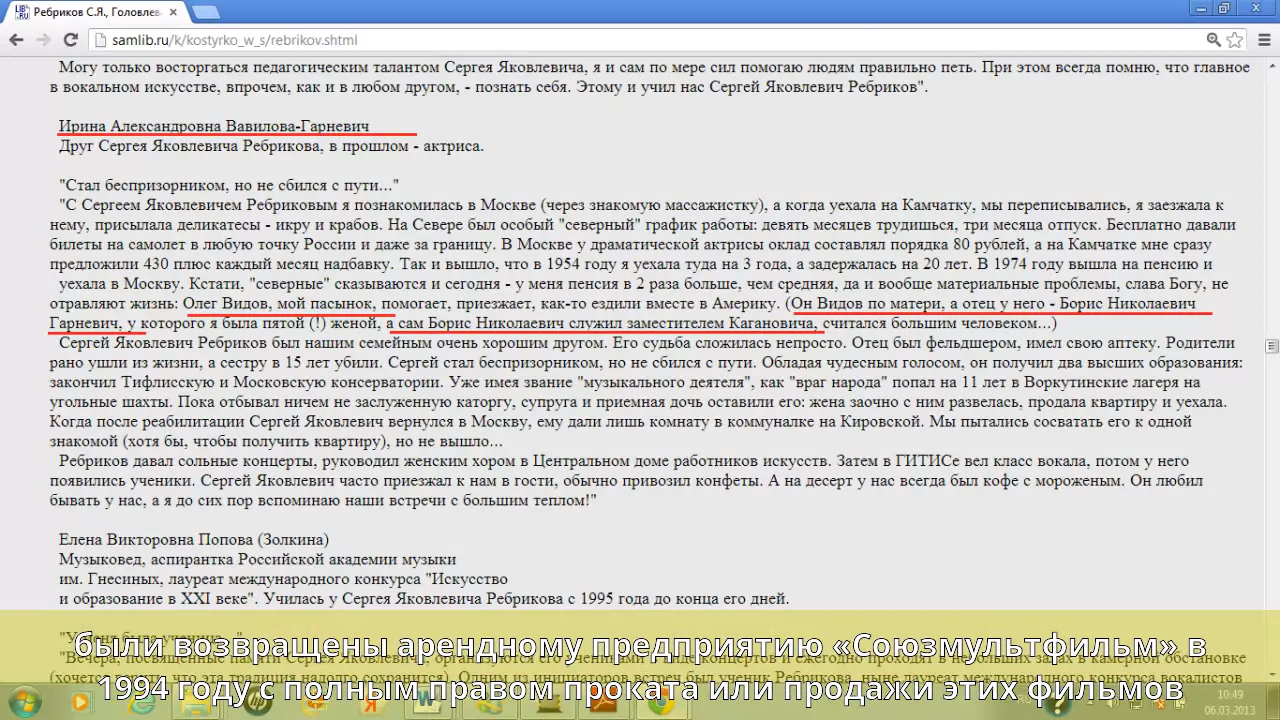 Ребриков С.Я., Головлев
samlib.ru/k/kostyrko_w_s/rebrikov.shtml
Могу только восторгаться педагогическим талантом Сергея Яковлевича, я и сам по мере сил помогаю людям правильно петь. При этом всегда помню, что главное
в вокальном искусстве, впрочем, как и в любом другом, - познать себя. Этому и учил нас Сергей Яковлевич Ребриков".
Ирина Александровна Вавилова-Гарневич
Друг Сергея Яковлевича Ребрикова, в прошлом - актриса.
"Стал беспризорником, но не сбился с пути..."
"С Сергеем Яковлевичем Ребриковым я познакомилась в Москве (через знакомую массажистку), а когда уехала на Камчатку, мы переписывались, я заезжала к
нему, присылала деликатесы - икру и крабов. На Севере был особый "северный" график работы: девять месяцев трудишься, три месяца отпуск. Бесплатно давали
билеты на самолет в любую точку России и даже за границу. В Москве у драматической актрисы оклад составлял порядка 80 рублей, а на Камчатке мне сразу
предложили 430 плюс каждый месяц надбавку. Так и вышло, что в 1954 году я уехала туда на 3 года, а задержалась на 20 лет. В 1974 году вышла на пенсию и
уехала в Москву. Кстати, "северные" сказываются и сегодня - у меня пенсия в 2 раза больше, чем средняя, да и вообще материальные проблемы, слава Богу, не
отравляют жизнь: Олег Видов, мой пасынок, помогает, приезжает, как-то ездили вместе в Америку. (Он Видов по матери, а отец у него - Борис Николаевич
Гарневич, у которого я была пятой (!) женой, а сам Борис Николаевич служил заместителем Кагановича, считался большим человеком...)
Сергей Яковлевич Ребриков был нашим семейным очень хорошим другом. Его судьба сложилась непросто. Отец был фельдшером, имел свою аптеку. Родители
рано ушли из жизни, а сестру в 15 лет убили. Сергей стал беспризорником, но не сбился с пути. Обладая чудесным голосом, он получил два высших образования:
закончил Тифлисскую и Московскую консерватории. Уже имея звание "музыкального деятеля", как "враг народа" попал на 11 лет в Воркутинские лагеря на
угольные шахты. Пока отбывал ничем не заслуженную каторгу, супруга и приемная дочь оставили его: жена заочно с ним развелась, продала квартиру и уехала.
Когда после реабилитации Сергей Яковлевич вернулся в Москву, ему дали лишь комнату в коммуналке на Кировской. Мы пытались сосватать его к одной
знакомой (хотя бы, чтобы получить квартиру), но не вышло...
Ребриков давал сольные концерты, руководил женским хором в Центральном доме работников искусств. Затем в ГИТИСе вел класс вокала, потом у него
появились ученики. Сергей Яковлевич часто приезжал к нам в гости, обычно привозил конфеты. А на десерт у нас всегда был кофе с мороженым. Он любил
бывать у нас, а я до сих пор вспоминаю наши встречи с большим теплом!"
Елена Викторовна Попова (Золкина)
Музыковед, аспирантка Российской академии музыки
им. Гнесиных, лауреат международного конкурса "Искусство
и образование в XXI веке". Училась у Сергея Яковлевича Ребрикова с 1995 года до конца его дней.
были возвращены арендному предприятию «Союзмультфильм» в
1994 году с полным правом проката или продажи этих фильмов
"Вечера, посвященные памяти Сергея Яковлевича, организуются его учениками в виде концертов и ежегодно проходят в небольших залах в камерной обстановке
10:49
06.03.2013